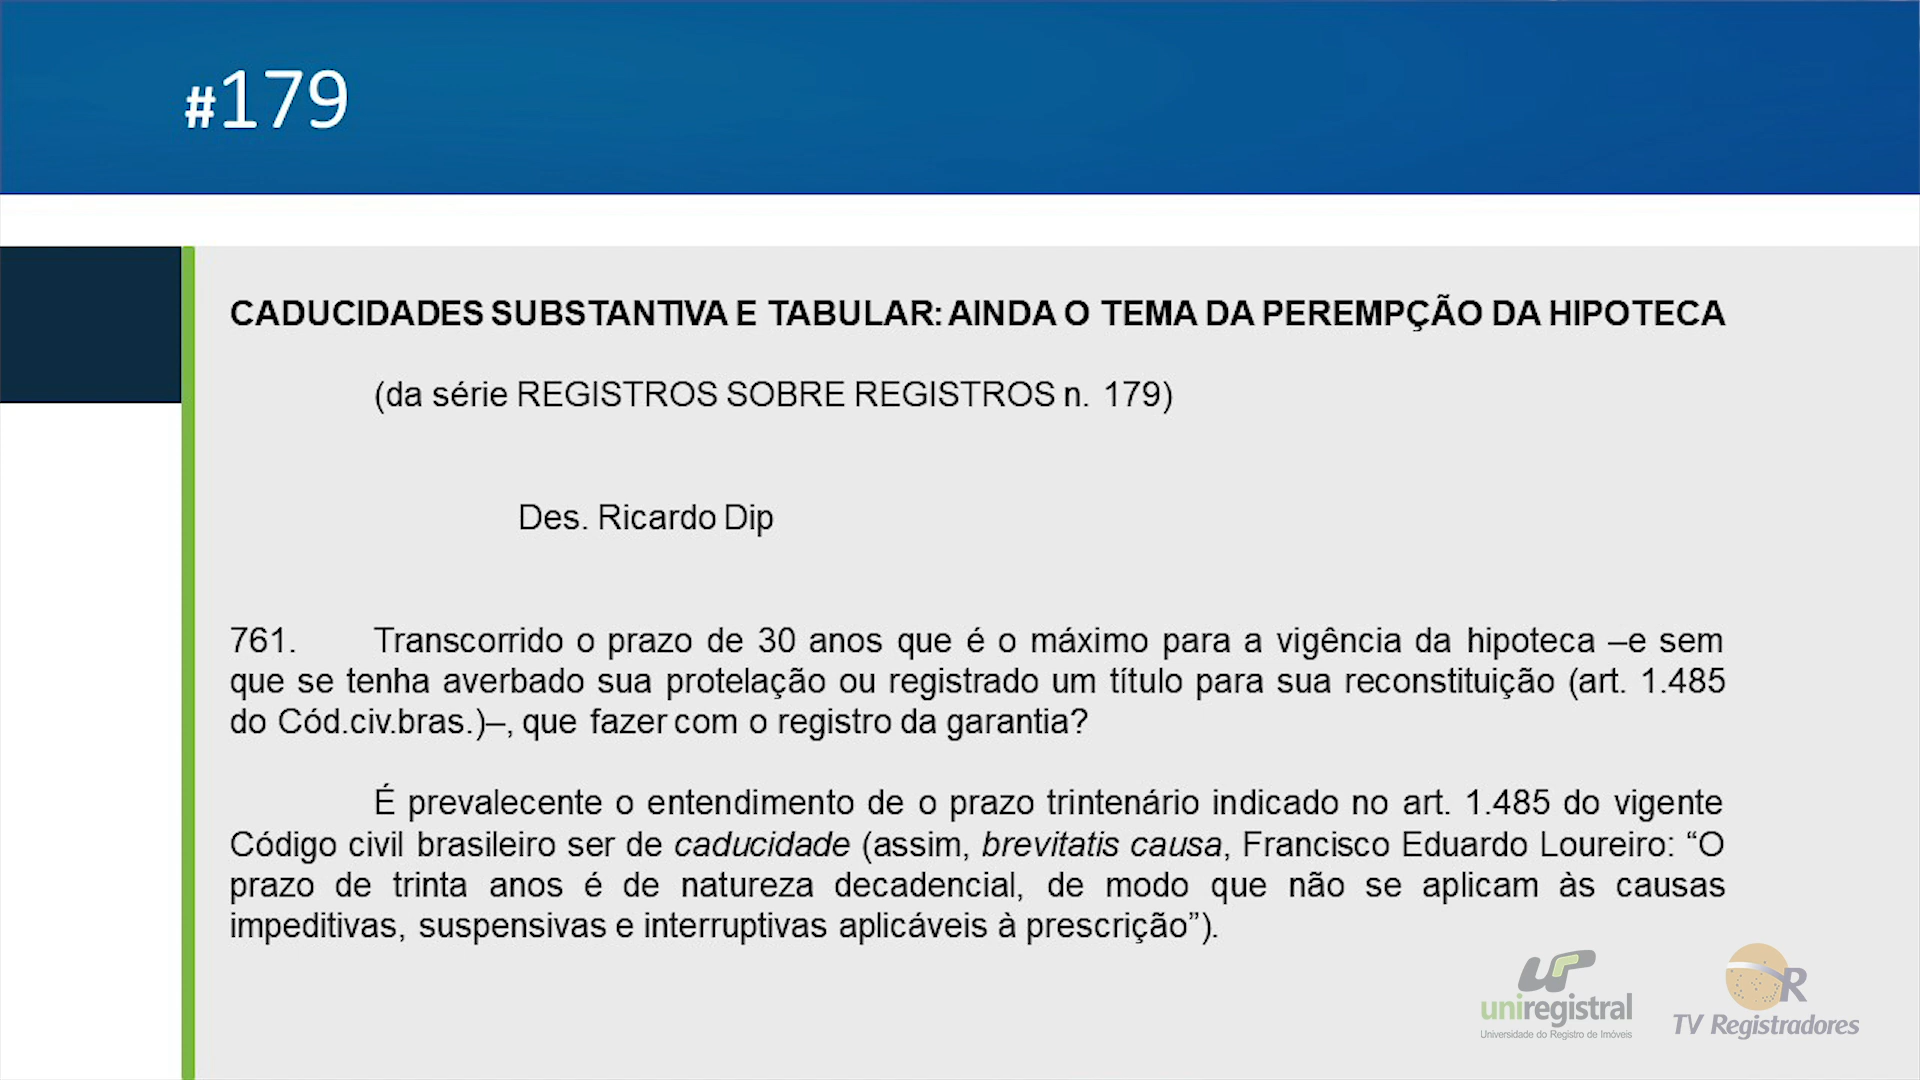 #179
CADUCIDADES SUBSTANTIVA E TABULAR: AINDA O TEMA DA PEREMPÇÃO DA HIPOTECA
(da série REGISTROS SOBRE REGISTROS n. 179)
Des. Ricardo Dip
761. Transcorrido o prazo de 30 anos que é o máximo para a vigência da hipoteca –e sem
que se tenha averbado sua protelação ou registrado um título para sua reconstituição (art. 1.485
do Cód.civ.bras.)–, que fazer com o registro da garantia?
É prevalecente o entendimento de o prazo trintenário indicado no art. 1.485 do vigente
Código civil brasileiro ser de caducidade (assim, brevitatis causa, Francisco Eduardo Loureiro: “O
prazo de trinta anos é de natureza decadencial, de modo que não se aplicam às causas
impeditivas, suspensivas e interruptivas aplicáveis à prescrição”).
uniregistral
Universidade do Registro de Imóveis
R
TV Registradores